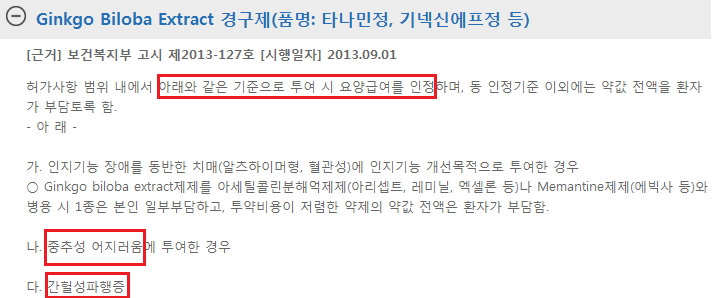 Ginkgo Biloba Extract 경구제(품명: 타나민정, 기넥신에프정 등)
[근거] 보건복지부 고시 제2013-127호 [시행일자] 2013.09.01
허가사항 범위 내에서 아래와 같은 기준으로 투여 시 요양급여를 인정하며, 동 인정기준 이외에는 약값 전액을 환자
가 부담토록 함.
- 아 래 -
가. 인지기능 장애를 동반한 치매(알츠하이머형, 혈관성)에 인지기능 개선목적으로 투여한 경우
○ Ginkgo biloba extract제제를 아세틸콜린분해억제제(아리셉트, 레미닐, 엑셀론 등)나 Memantine제제(에빅사 등)와
병용 시 1종은 본인 일부부담하고, 투약비용이 저렴한 약제의 약값 전액은 환자가 부담함.
나. 중추성 어지러움에 투여한 경우
다. 간헐성파행증